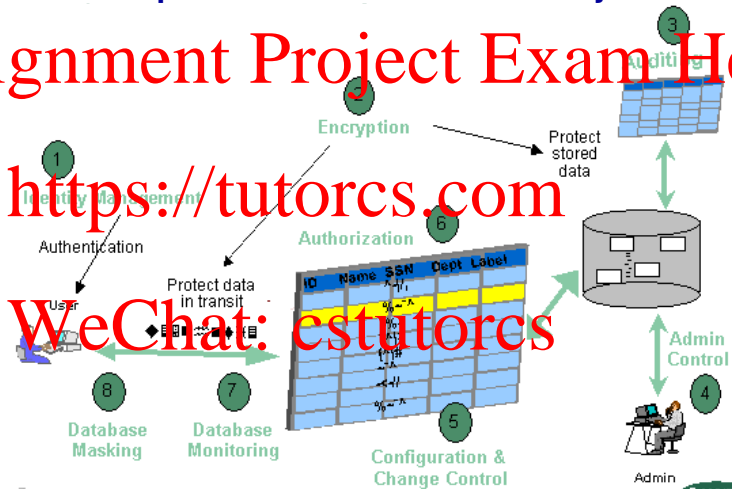 3
gnment Project Exam He
Auditing
2
Encryption
Protect
stored
data
1
Identity Management
https://tutorcs.com
6
Authorization
Authentication
ID Name SSN Dept Label
Protect data
in transit
User
WeChat: cstutorcs
Admin
Control
8
7
4
Database
Masking
Database
Monitoring
5
Configuration &
Change Control
Admin